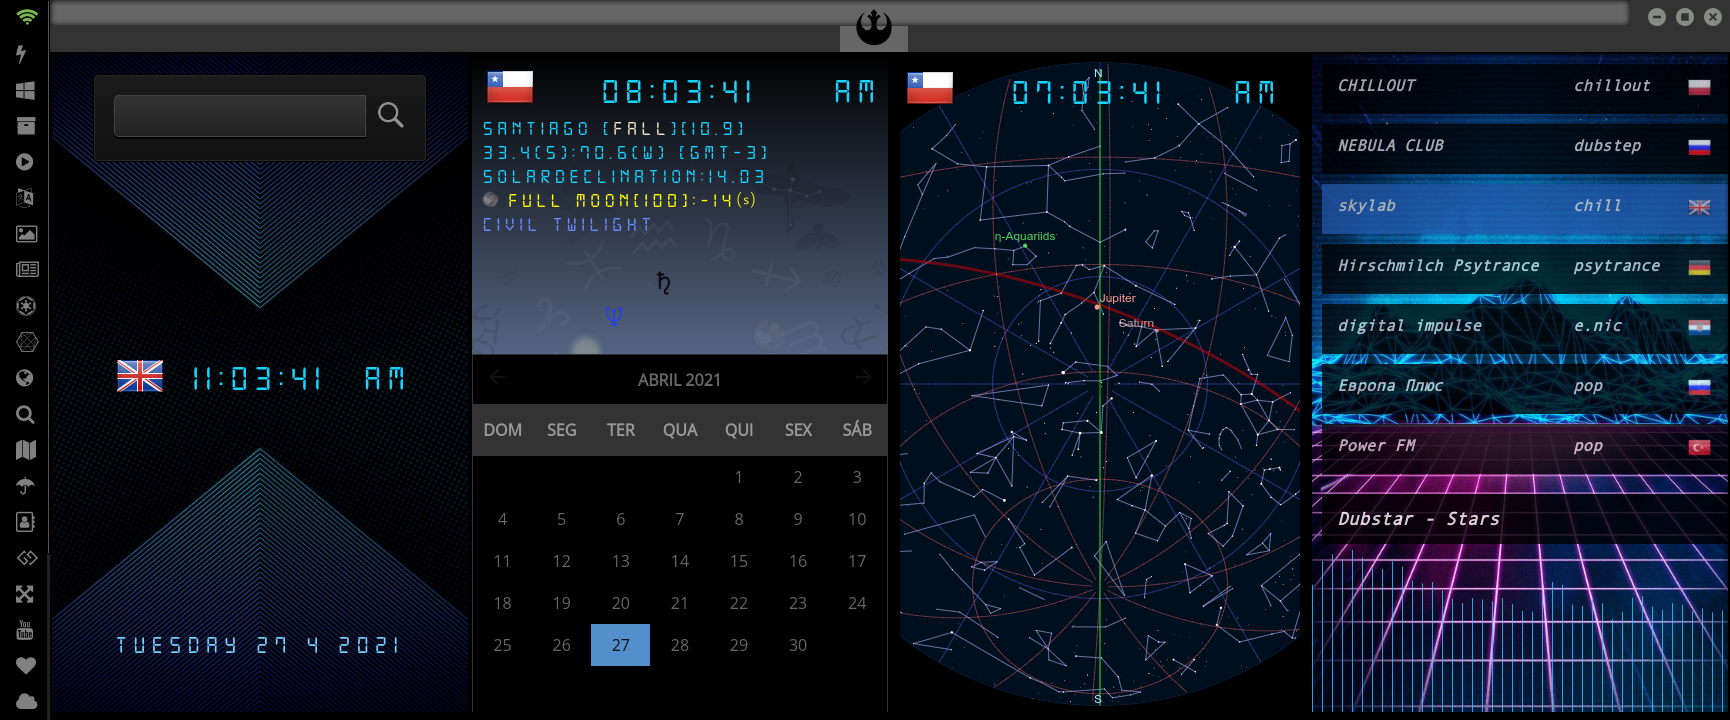 11:03:41 AM
TUESDAY 27 4 2021
08:03:41 AM
SANTIAGO [FALL][10.9]
33.4(S):70.6(W) [GMT-3]
SOLARDECLINATION:14.03
FULL MOON[100]:-14(s)
CIVIL TWILIGHT
ABRIL 2021
DOM SEG TER QUA QUI SEX SÁB
1 2 3
4 5 6 7 8 9 10
11 12 13 14 15 16 17
18 19 20 21 22 23 24
25 26 27 28 29 30
N
07:03:41 AM
η-Aquariids
Jupiter
Saturn
S
CHILLOUT chillout
NEBULA CLUB dubstep
skylab chill
Hirschmilch Psytrance psytrance
digital impulse e.nic
Европа Плюс pop
Power FM pop
Dubstar - Stars
You
Tube